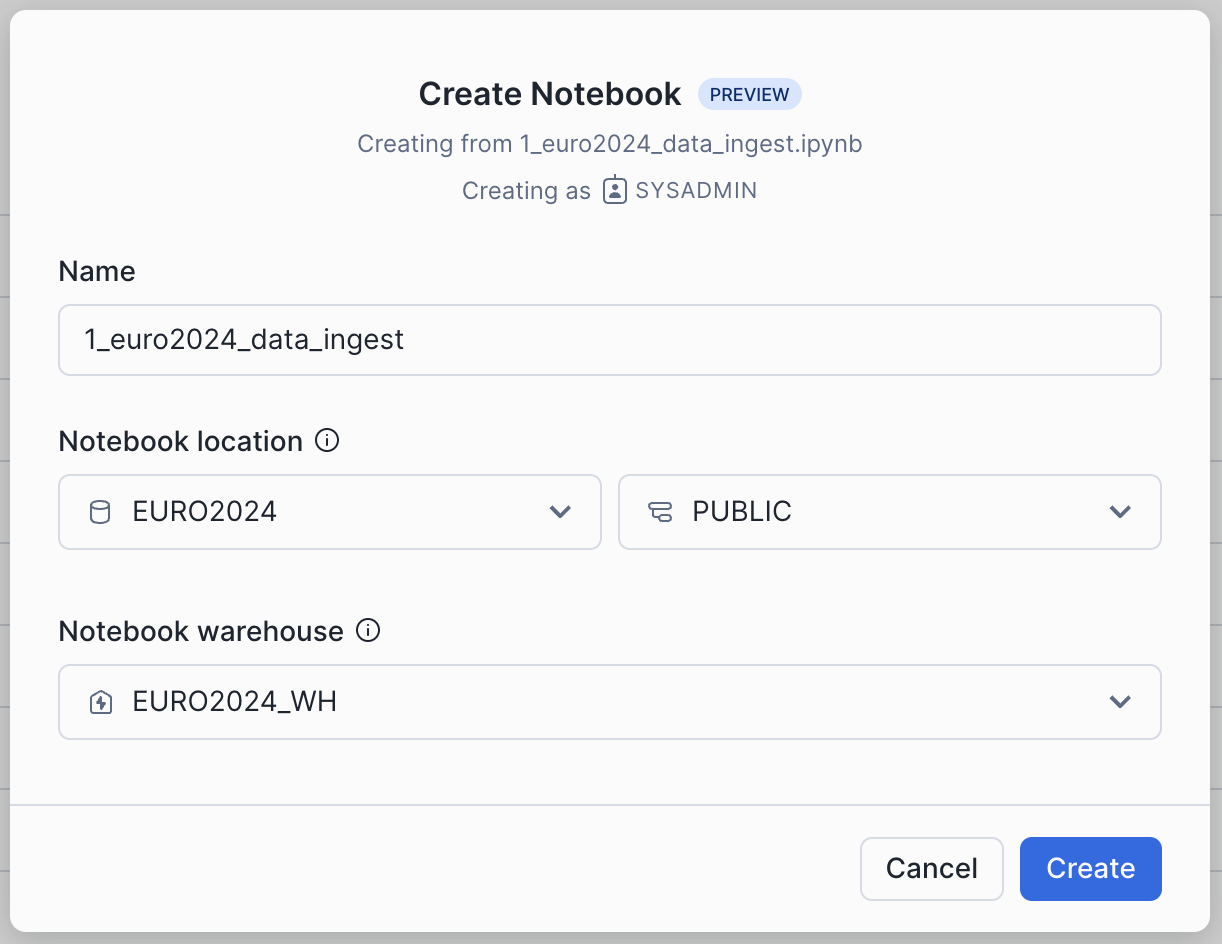 Create Notebook PREVIEW
Creating from 1_euro2024_data_ingest.ipynb
Creating as SYSADMIN
Name
1_euro2024_data_ingest
Notebook location
EURO2024 PUBLIC
Notebook warehouse
EURO2024_WH
Cancel Create